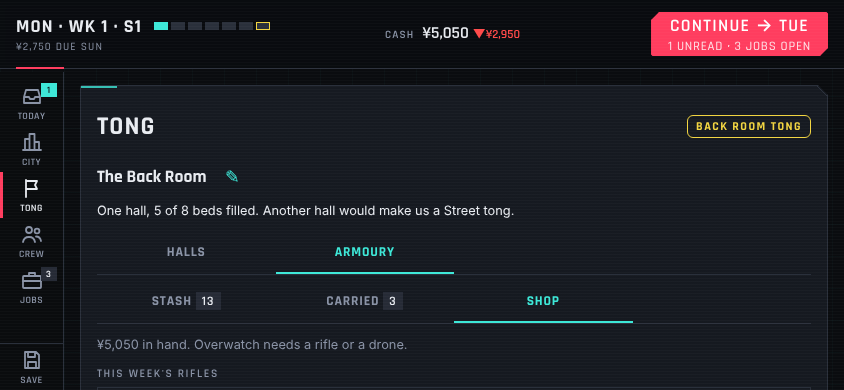 MON · WK 1 · S1
¥2,750 DUE SUN
CASH ¥5,050 ▼¥2,950
CONTINUE → TUE
1 UNREAD · 3 JOBS OPEN
1
TODAY
CITY
TONG
CREW
3
JOBS
SAVE
TONG
BACK ROOM TONG
The Back Room ✎
One hall, 5 of 8 beds filled. Another hall would make us a Street tong.
HALLS ARMOURY
STASH 13 CARRIED 3 SHOP
¥5,050 in hand. Overwatch needs a rifle or a drone.
THIS WEEK'S RIFLES